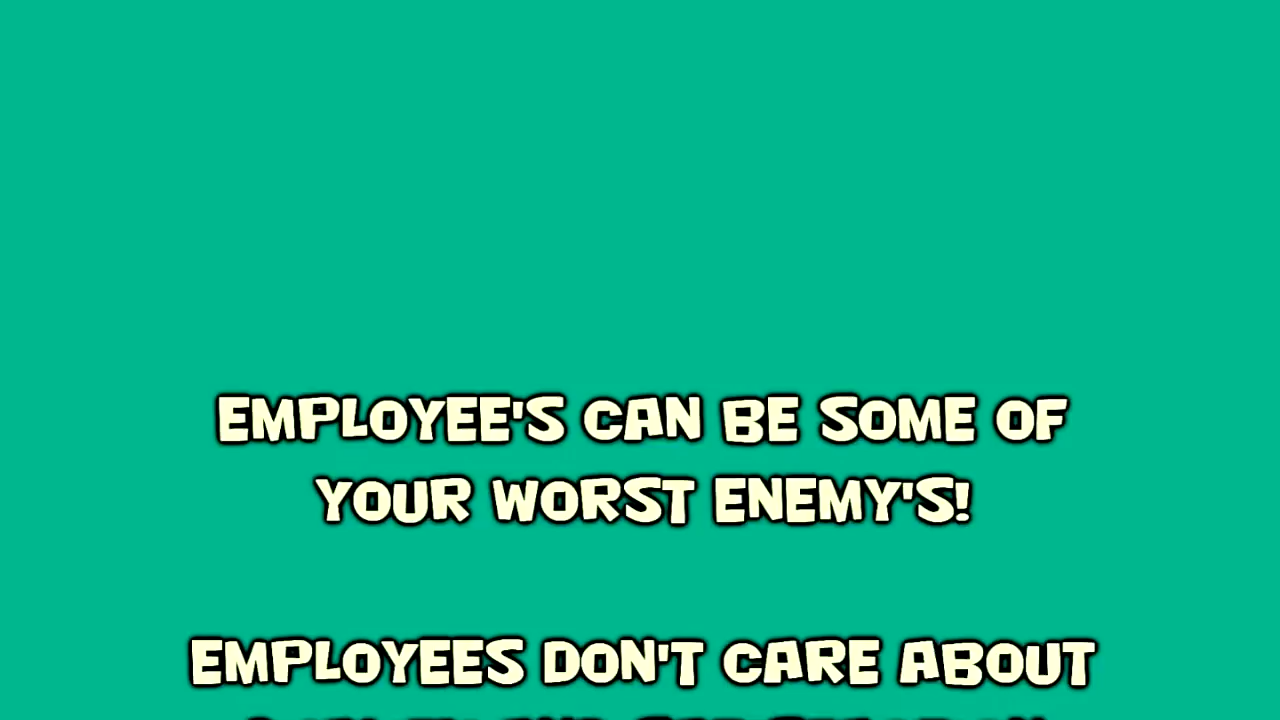 EMPLOYEE'S CAN BE SOME OF
YOUR WORST ENEMY'S!
EMPLOYEES DON'T CARE ABOUT